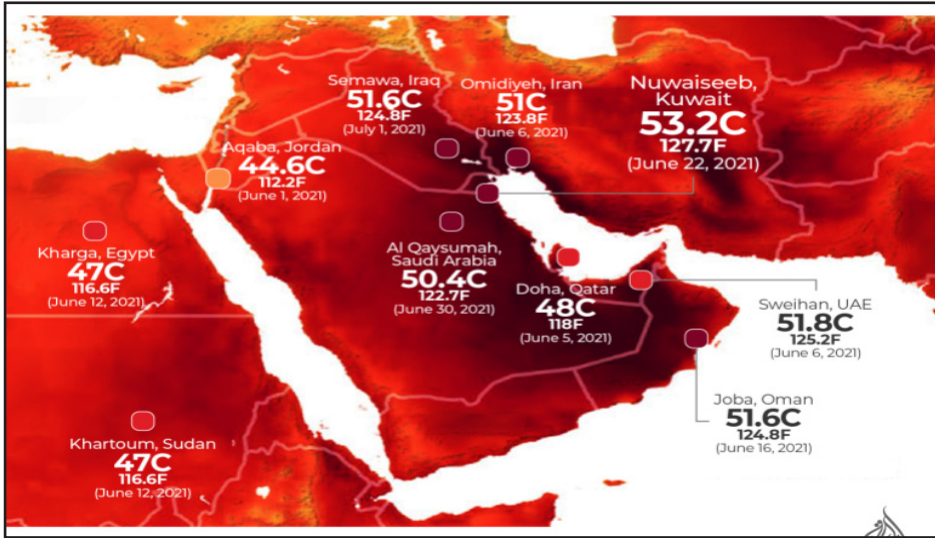 Semawa, Iraq
51.6C
124.8F
(July 1, 2021)
Omidiyeh, Iran
51C
123.8F
(June 6, 2021)
Nuwaiseeb,
Kuwait
53.2C
127.7F
(June 22, 2021)
Aqaba, Jordan
44.6C
112.2F
(June 1, 2021)
Kharga, Egypt
47C
116.6F
(June 12, 2021)
Al Qaysumah,
Saudi Arabia
50.4C
122.7F
(June 30, 2021)
Doha, Qatar
48C
118F
(June 5, 2021)
Sweihan, UAE
51.8C
125.2F
(June 6, 2021)
Joba, Oman
51.6C
124.8F
(June 16, 2021)
Khartoum, Sudan
47C
116.6F
(June 12, 2021)